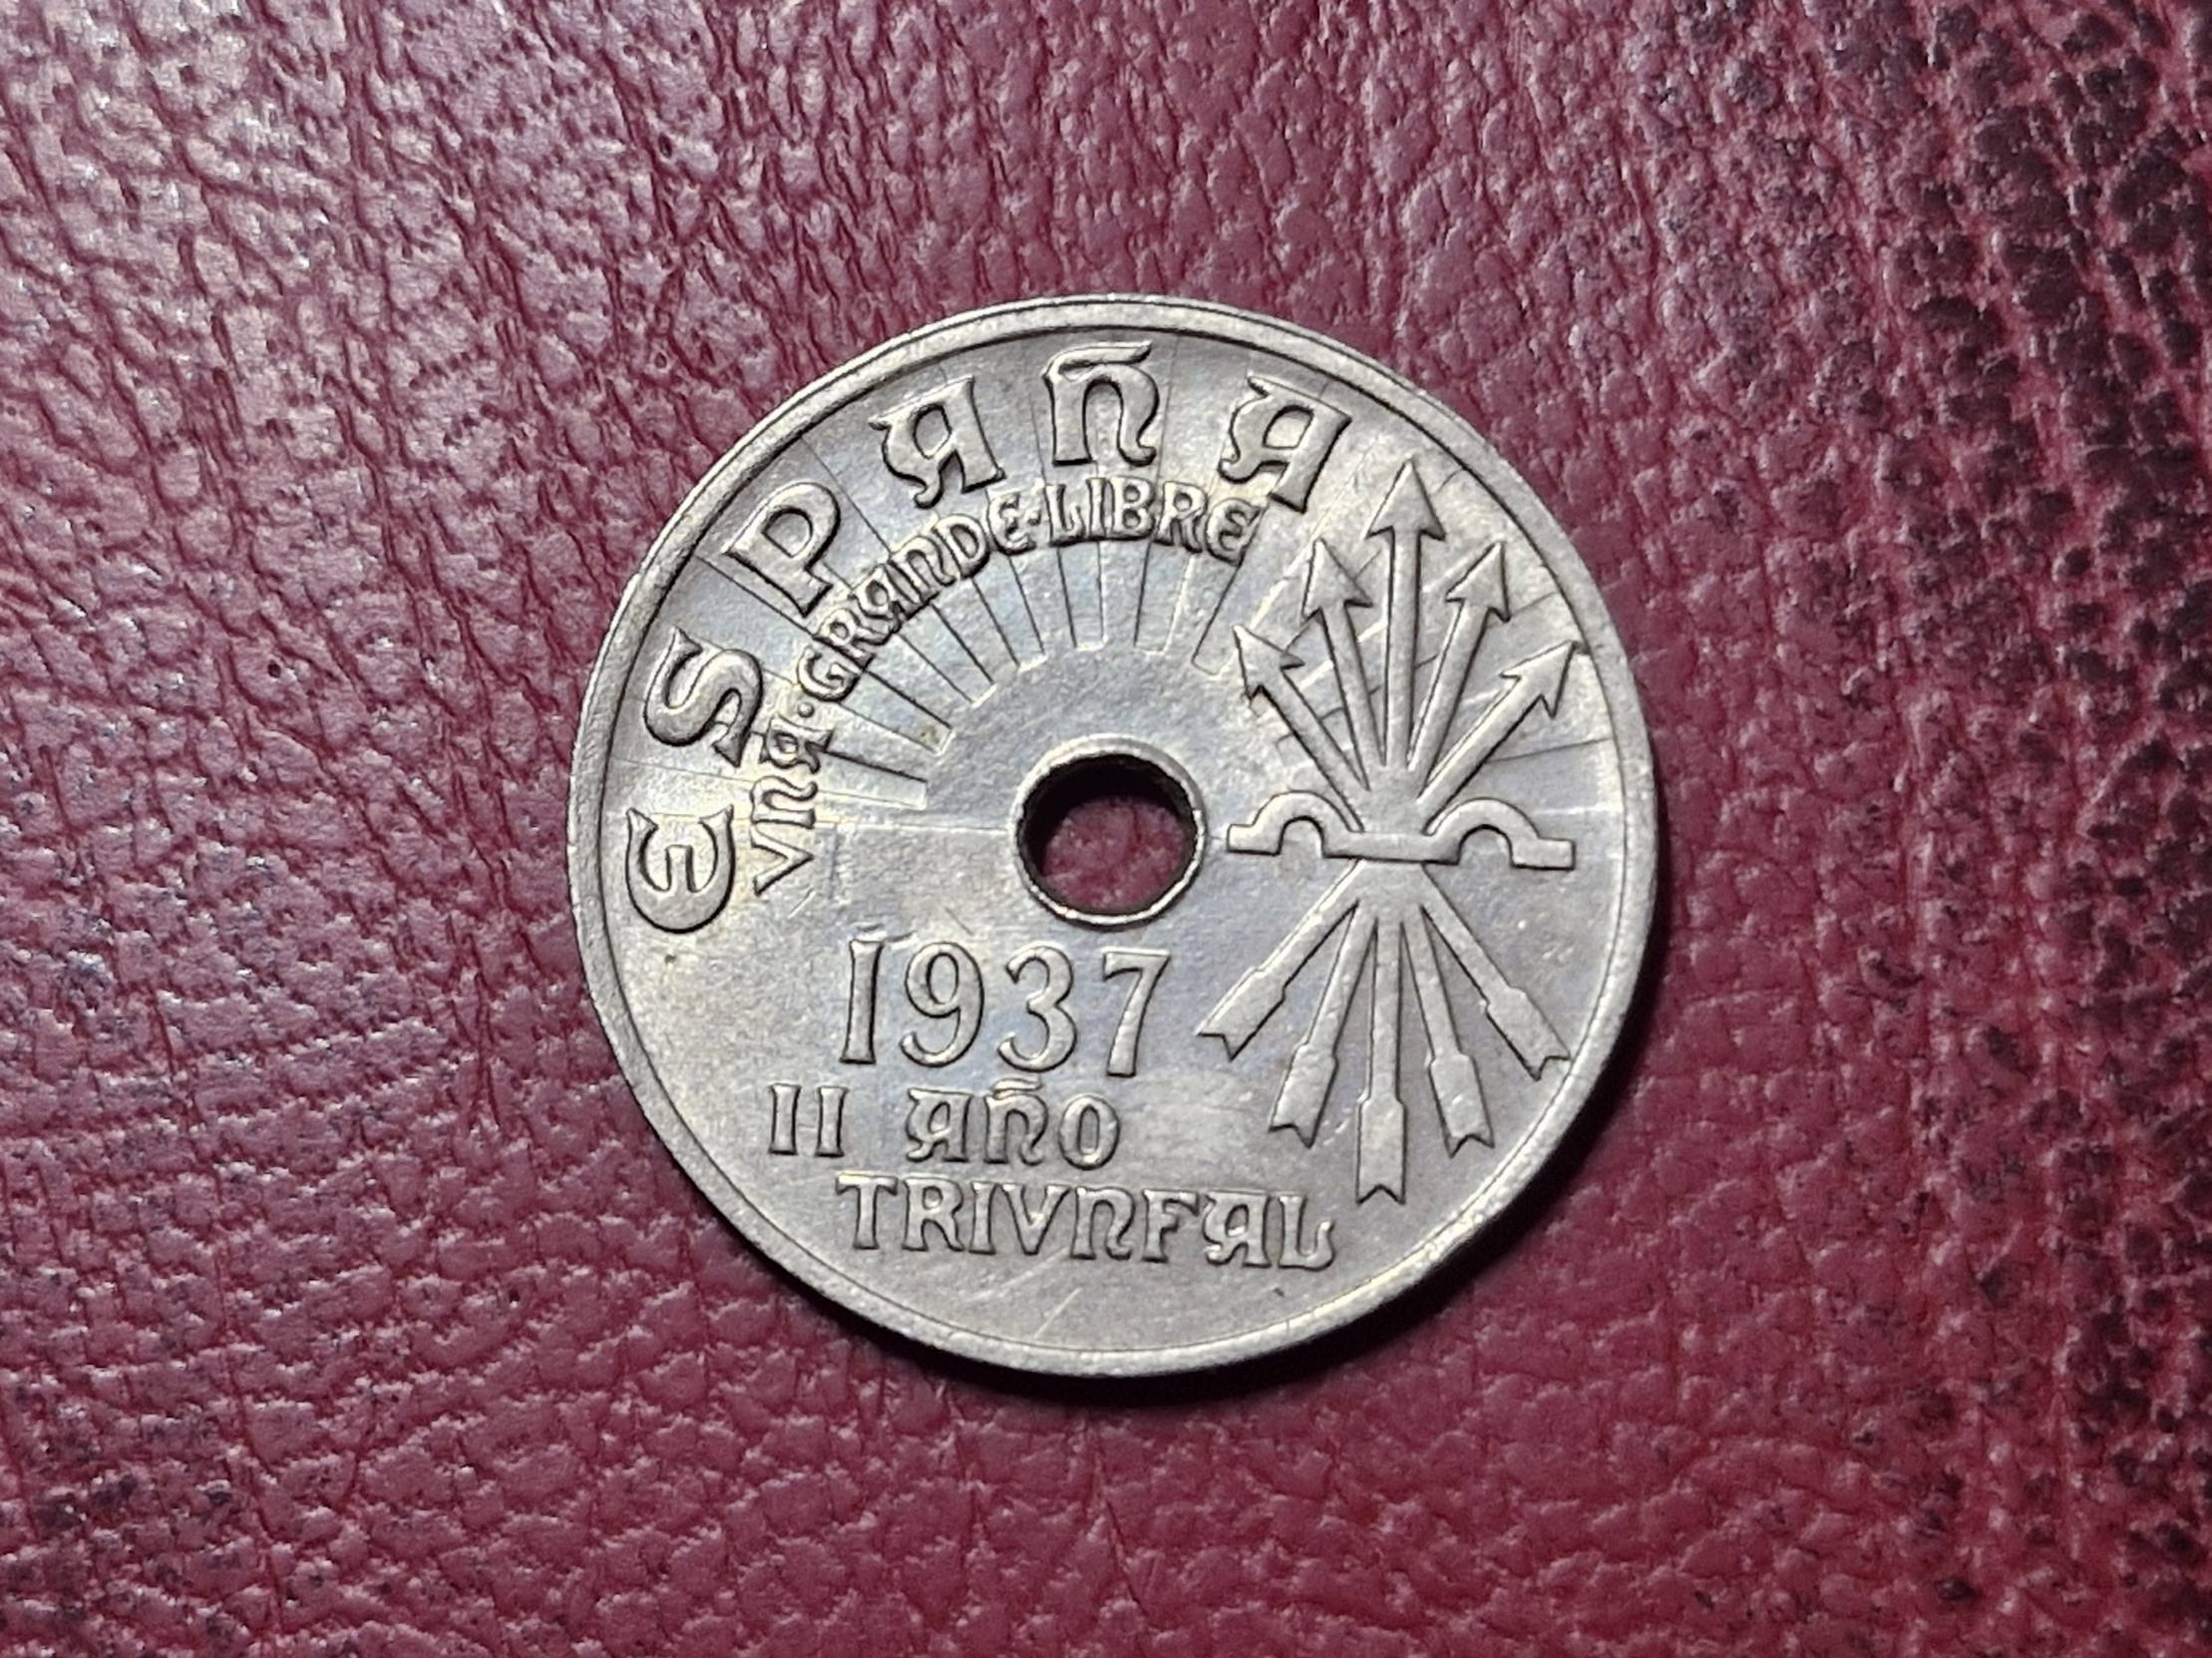 ESPAÑA
VNA·GRANDE·LIBRE
1937
II AÑO
TRIVNFAL